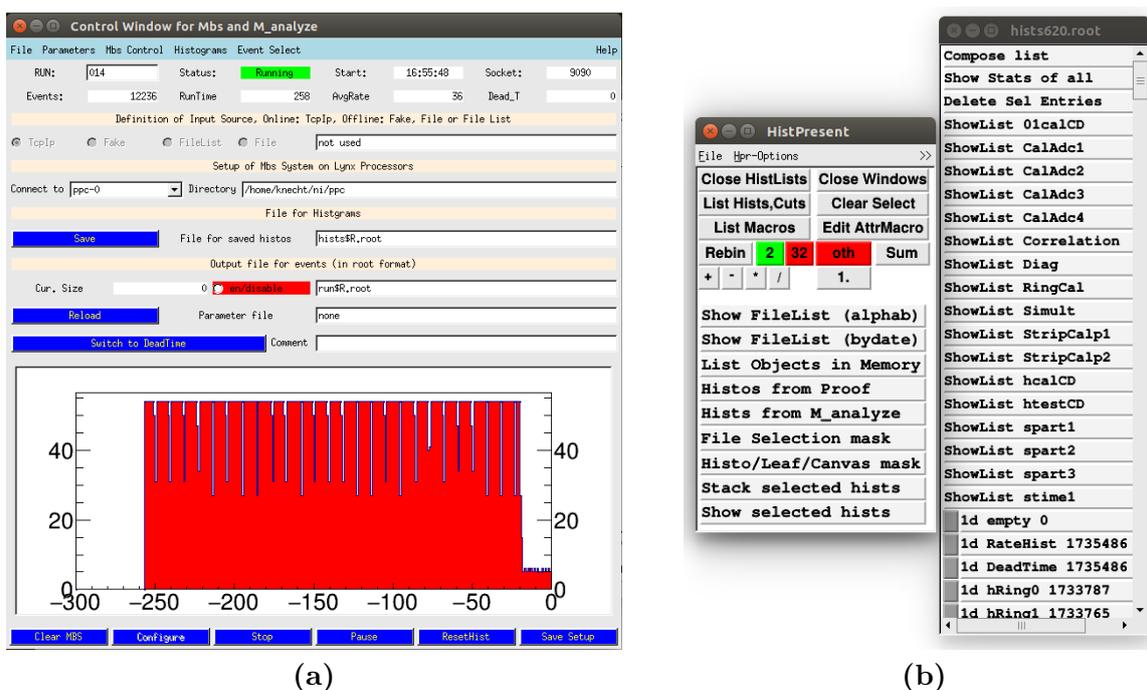 Control Window for Mbs and M_analyze
File Parameters Mbs Control Histograms Event Select Help
RUN: 014 Status: Running Start: 16:55:48 Socket: 9090
Events: 12236 RunTime 258 AvgRate 36 Dead_T 0
Definition of Input Source, Online: TcpIp, Offline: Fake, File or File List
TcpIp Fake FileList File not used
Setup of Mbs System on Lynx Processors
Connect to ppc-0 Directory /home/knecht/ni/ppc
File for Histgrams
Save File for saved histos hists$R.root
Output file for events (in root format)
Cur. Size 0 en/disable run$R.root
Reload Parameter file none
Switch to DeadTime Comment
40 40
20 20
0 0
−300 −250 −200 −150 −100 −50 0
Clear MBS Configure Stop Pause ResetHist Save Setup
(a)
HistPresent
File Hpr-Options >>
Close HistLists Close Windows
List Hists,Cuts Clear Select
List Macros Edit AttrMacro
Rebin 2 32 oth Sum
+ - * / 1.
Show FileList (alphab)
Show FileList (bydate)
List Objects in Memory
Histos from Proof
Hists from M_analyze
File Selection mask
Histo/Leaf/Canvas mask
Stack selected hists
Show selected hists
hists620.root
Compose list
Show Stats of all
Delete Sel Entries
ShowList 01calCD
ShowList CalAdc1
ShowList CalAdc2
ShowList CalAdc3
ShowList CalAdc4
ShowList Correlation
ShowList Diag
ShowList RingCal
ShowList Simult
ShowList StripCalp1
ShowList StripCalp2
ShowList hcalCD
ShowList htestCD
ShowList spart1
ShowList spart2
ShowList spart3
ShowList stime1
1d empty 0
1d RateHist 1735486
1d DeadTime 1735486
1d hRing0 1733787
1d hRing1 1733765
(b)